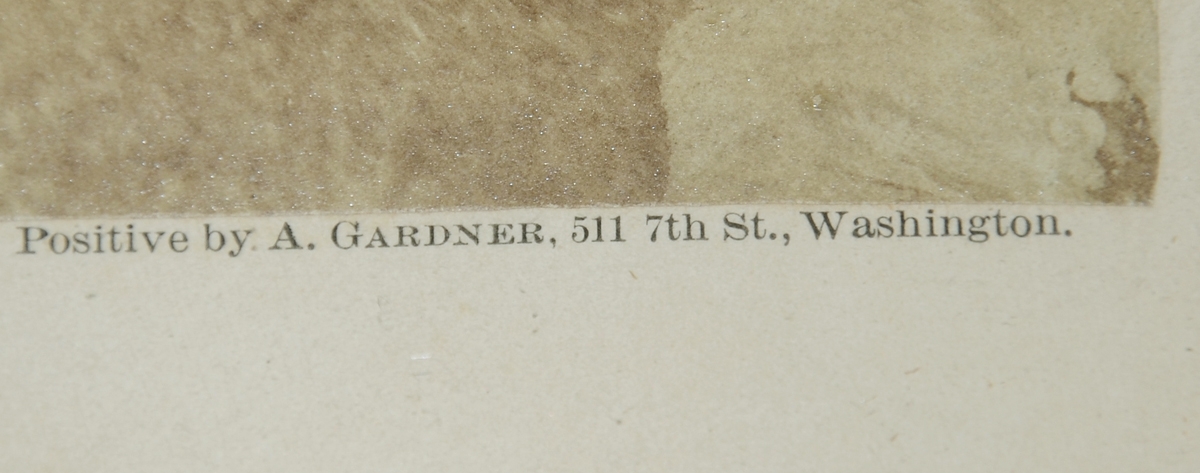 Positive by A. GARDNER, 511 7th St., Washington.